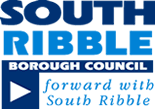 SOUTH
RIBBLE
BOROUGH COUNCIL
forward with
South Ribble